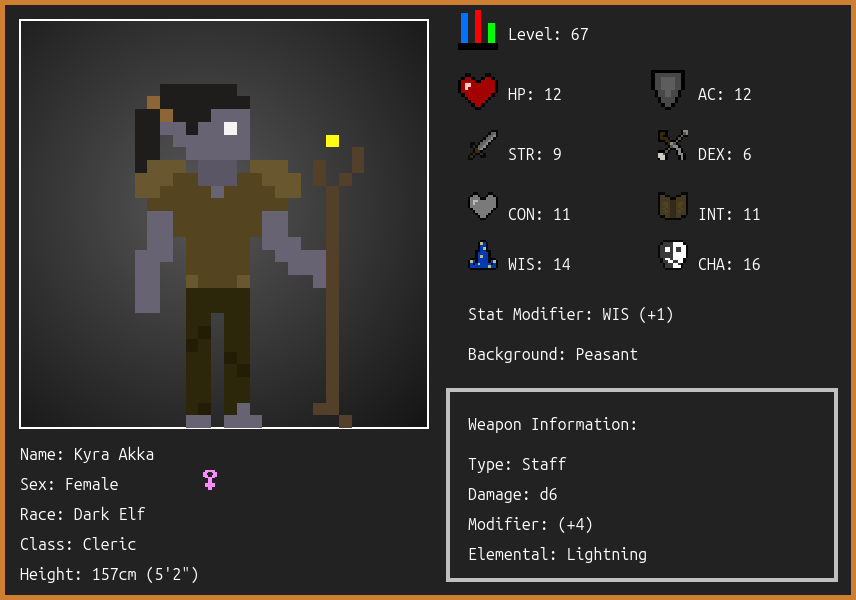 Level: 67
HP: 12
AC: 12
STR: 9
DEX: 6
CON: 11
INT: 11
WIS: 14
CHA: 16
Stat Modifier: WIS (+1)
Background: Peasant
Weapon Information:
Type: Staff
Damage: d6
Modifier: (+4)
Elemental: Lightning
Name: Kyra Akka
Sex: Female
Race: Dark Elf
Class: Cleric
Height: 157cm (5'2")